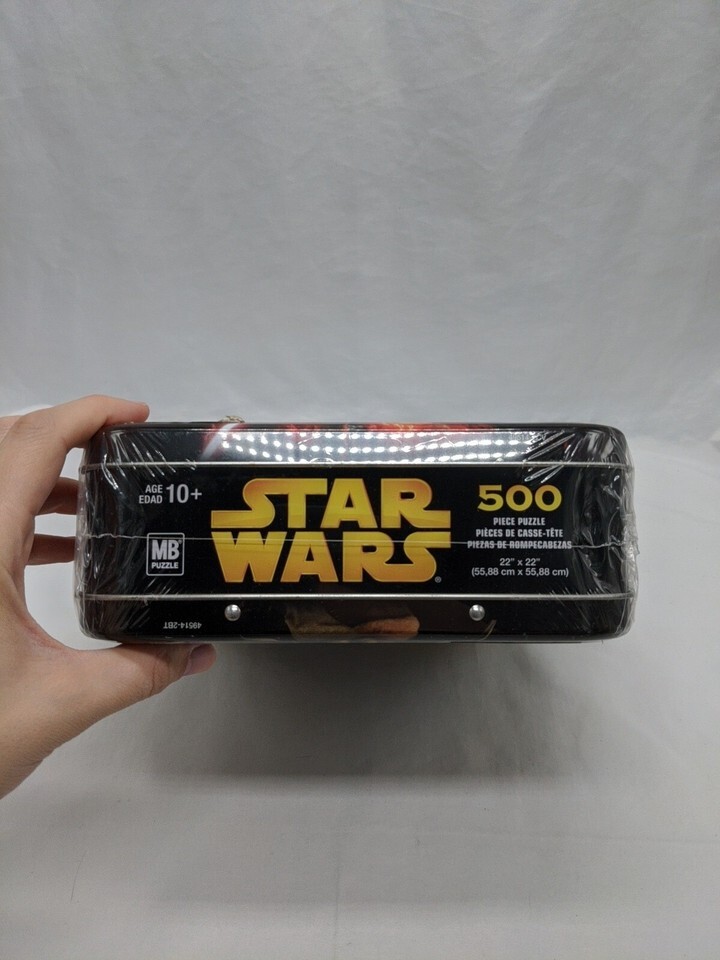 AGE
EDAD 10+
MB®
PUZZLE
STAR
WARS®
500
PIECE PUZZLE
PIÈCES DE CASSE-TÊTE
PIEZAS DE ROMPECABEZAS
22" x 22"
(55,88 cm x 55,88 cm)
49514-2BT